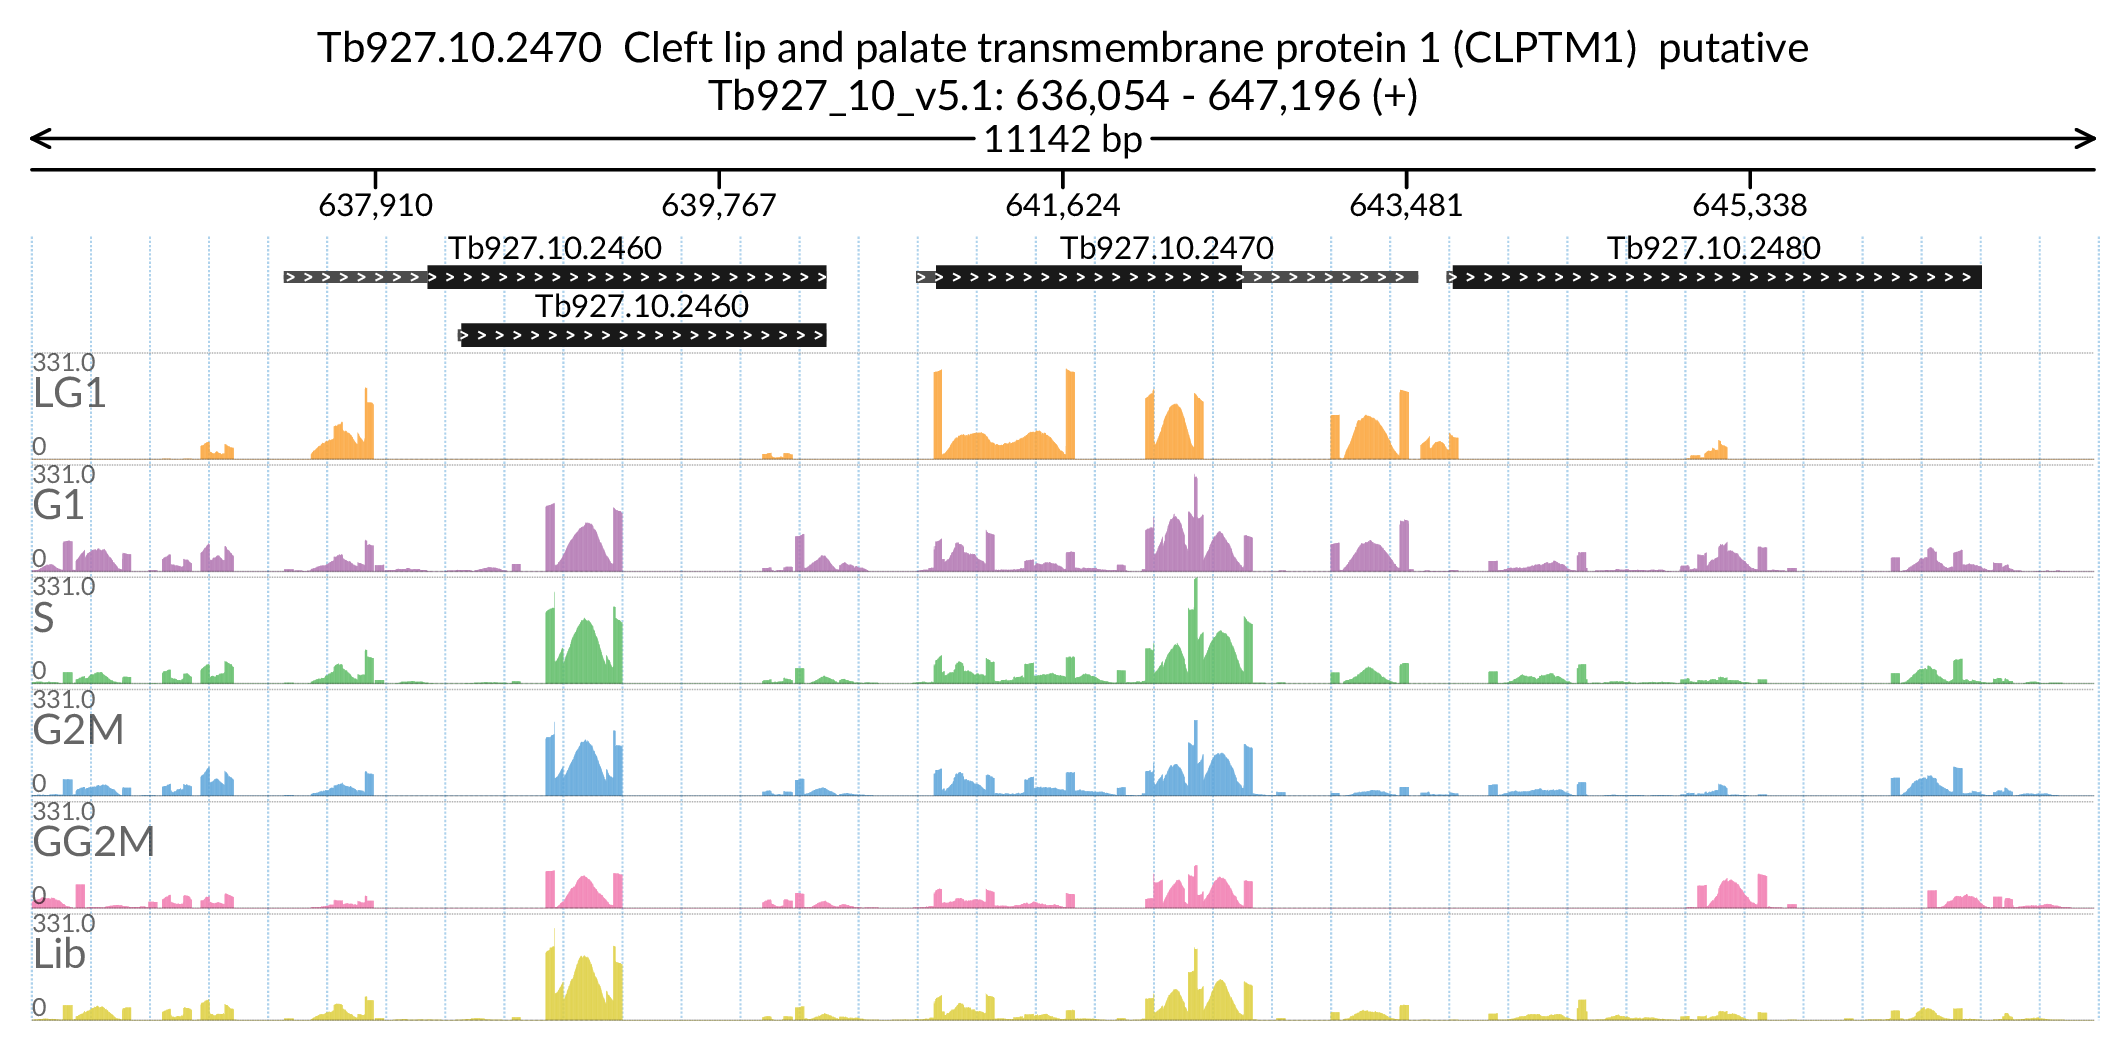 Tb927.10.2470 Cleft lip and palate transmembrane protein 1 (CLPTM1) putative
Tb927_10_v5.1: 636,054 - 647,196 (+)
11142 bp
637,910 639,767 641,624 643,481 645,338
Tb927.10.2460 Tb927.10.2470 Tb927.10.2480
Tb927.10.2460
331.0
LG1
0
331.0
G1
0
331.0
S
0
331.0
G2M
0
331.0
GG2M
0
331.0
Lib
0